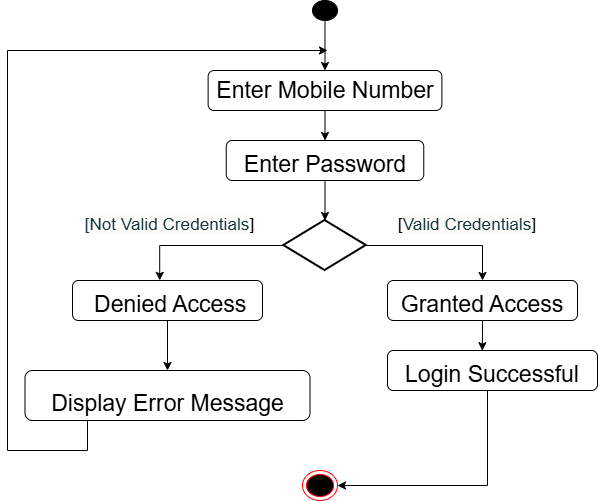 Enter Mobile Number
Enter Password
[Not Valid Credentials]
[Valid Credentials]
Denied Access
Granted Access
Display Error Message
Login Successful